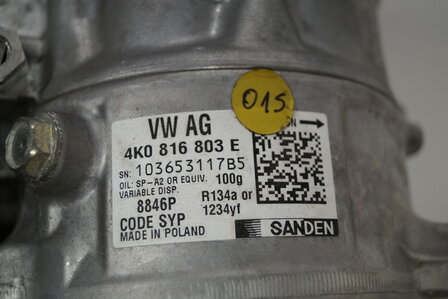 015
ON
VW AG
4K0 816 803 E
SN: 103653117B5
OIL: SP-A2 OR EQUIV. 100g
VARIABLE DISP.
8846P R134a or
1234yf
CODE SYP
MADE IN POLAND
SANDEN